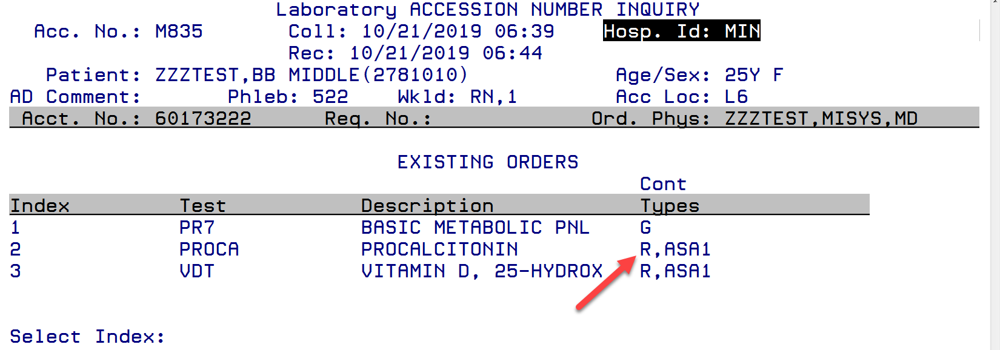 Laboratory ACCESSION NUMBER INQUIRY
Acc. No.: M835 Coll: 10/21/2019 06:39 Hosp. Id: MIN
Rec: 10/21/2019 06:44
Patient: ZZZTEST,BB MIDDLE(2781010) Age/Sex: 25Y F
AD Comment: Phleb: 522 Wkld: RN,1 Acc Loc: L6
Acct. No.: 60173222 Req. No.: Ord. Phys: ZZZTEST,MISYS,MD
EXISTING ORDERS
Cont
Index Test Description Types
1 PR7 BASIC METABOLIC PNL G
2 PROCA PROCALCITONIN R,ASA1
3 VDT VITAMIN D, 25-HYDROX R,ASA1
Select Index: